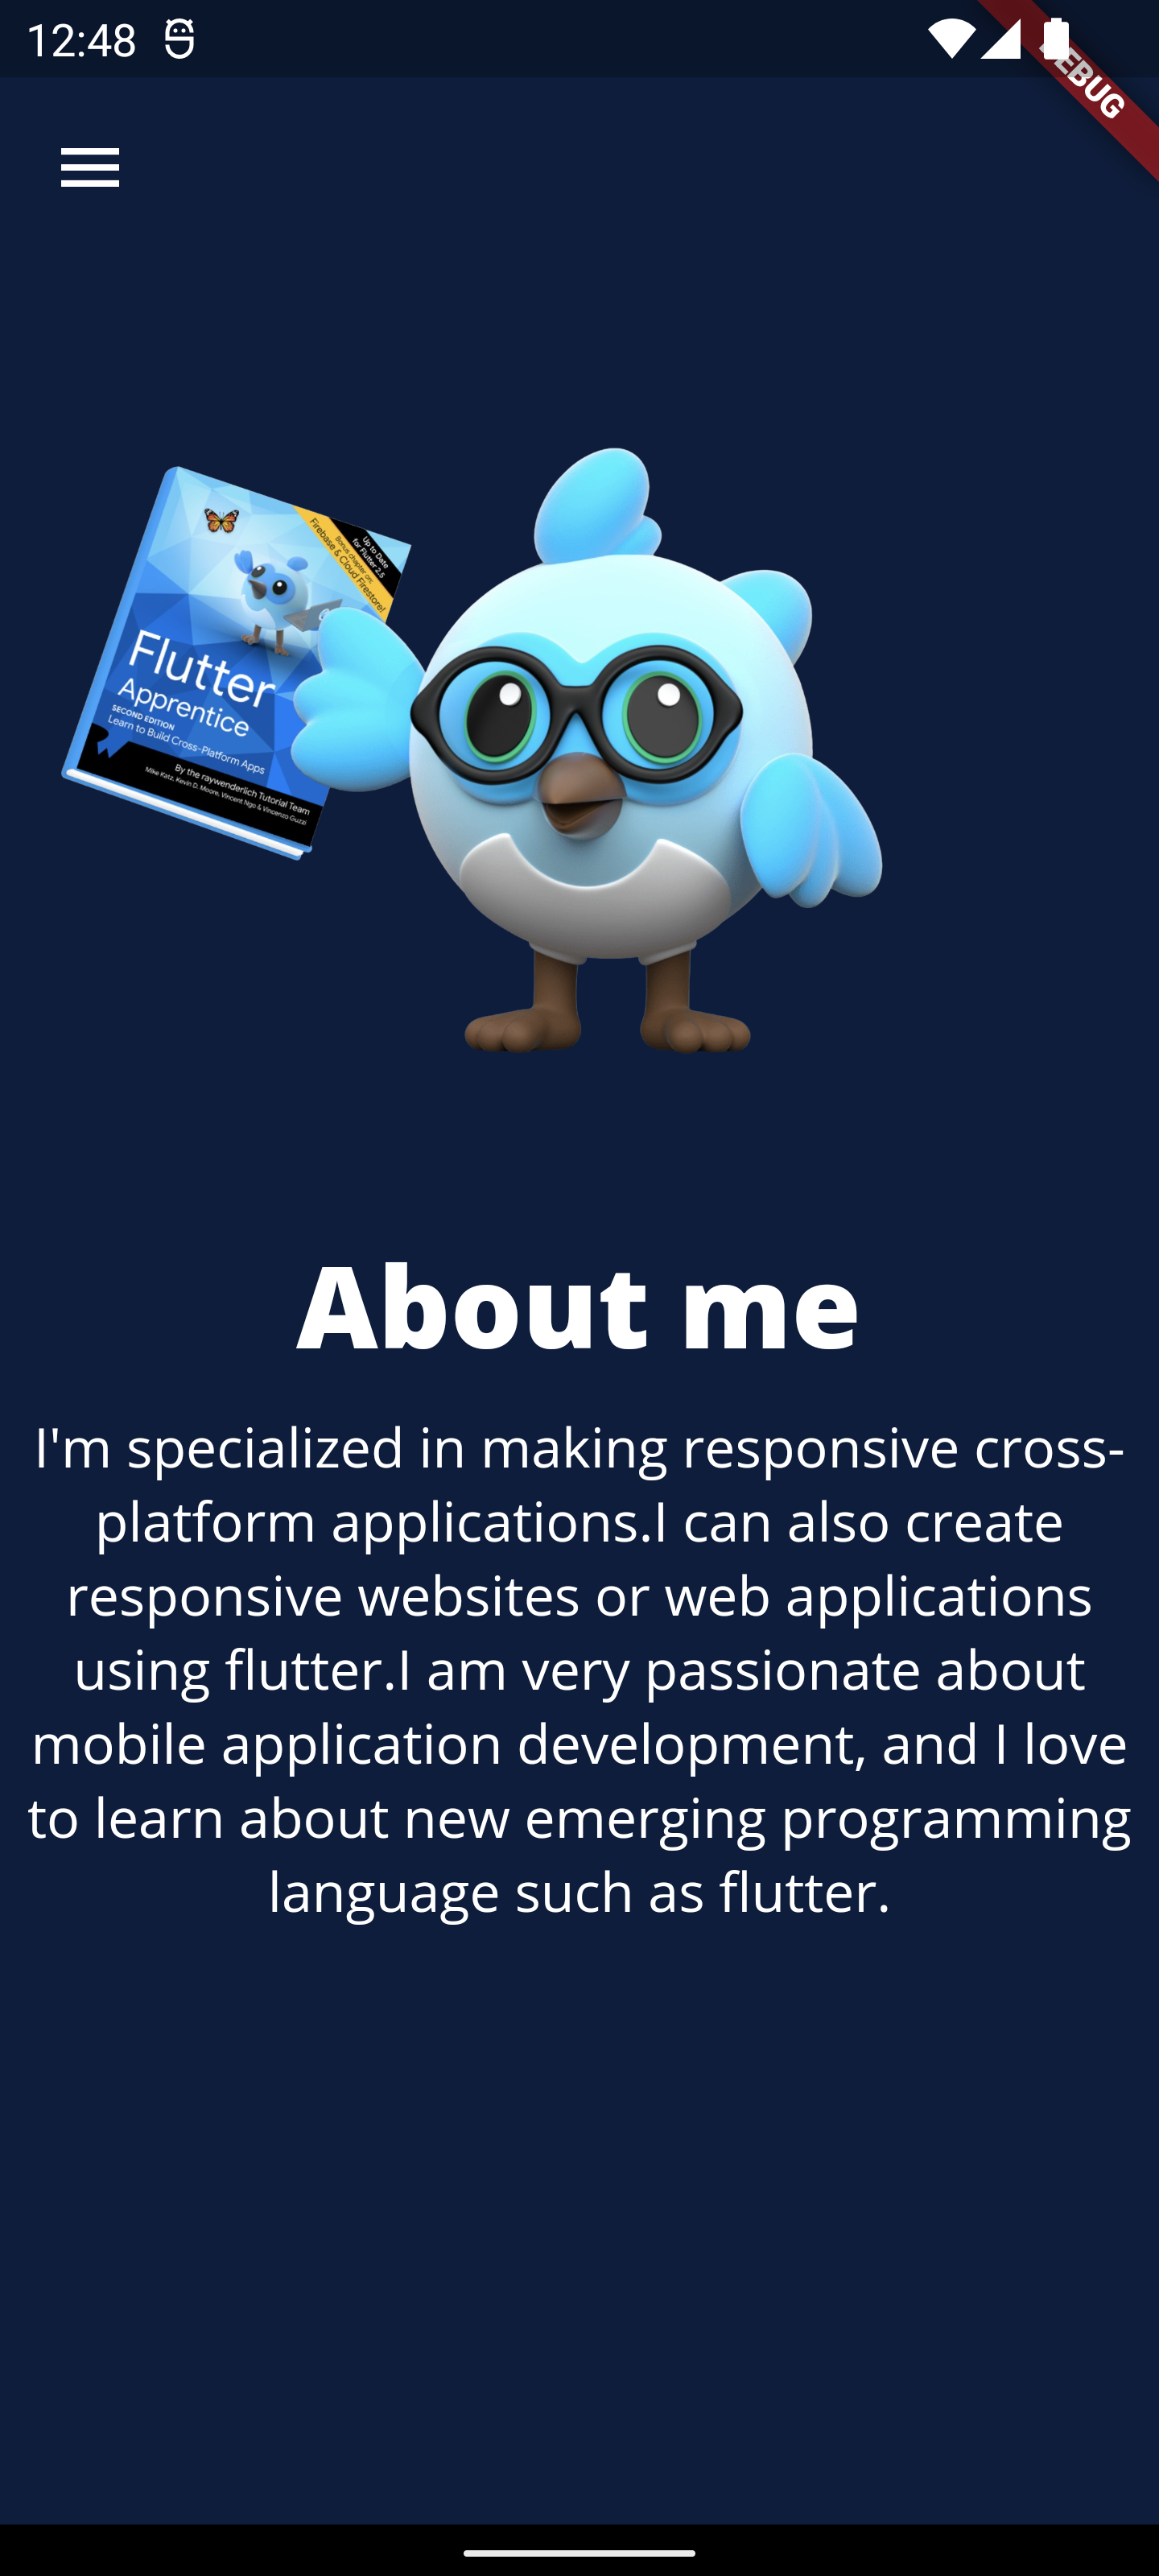 12:48
DEBUG
Up to Date
for Flutter 2.5
Bonus chapter on:
Firebase & Cloud Firestore!
Flutter
Apprentice
SECOND EDITION
Learn to Build Cross-Platform Apps
By the raywenderlich Tutorial Team
Mike Katz, Kevin D. Moore, Vincent Ngo & Vincenzo Guzzi
About me
I'm specialized in making responsive cross-
platform applications.I can also create
responsive websites or web applications
using flutter.I am very passionate about
mobile application development, and I love
to learn about new emerging programming
language such as flutter.